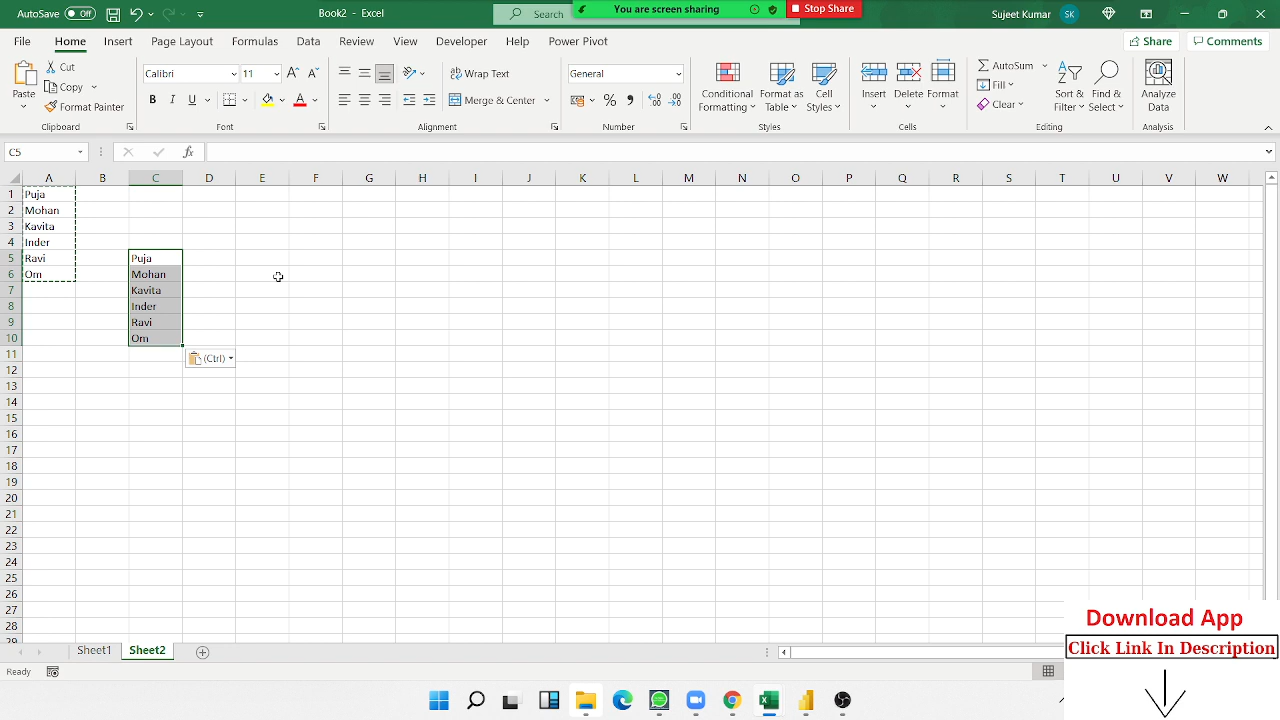 AutoSave Off
Book2 - Excel
Search
You are screen sharing
Stop Share
Sujeet Kumar
SK
File Home Insert Page Layout Formulas Data Review View Developer Help Power Pivot
Share
Comments
Paste
Cut
Copy
Format Painter
Clipboard
Calibri
11
B I U
Font
Wrap Text
Merge & Center
Alignment
General
Number
Conditional Formatting
Format as Table
Cell Styles
Styles
Insert
Delete
Format
Cells
AutoSum
Fill
Clear
Sort & Filter
Find & Select
Editing
Analyze Data
Analysis
C5
fx
A B C D E F G H I J K L M N O P Q R S T U V W
1 Puja
2 Mohan
3 Kavita
4 Inder
5 Ravi Puja
6 Om Mohan
7 Kavita
8 Inder
9 Ravi
10 Om
11 (Ctrl)
12
13
14
15
16
17
18
19
20
21
22
23
24
25
26
27
28
29
Sheet1 Sheet2
Ready
Download App
Click Link In Description